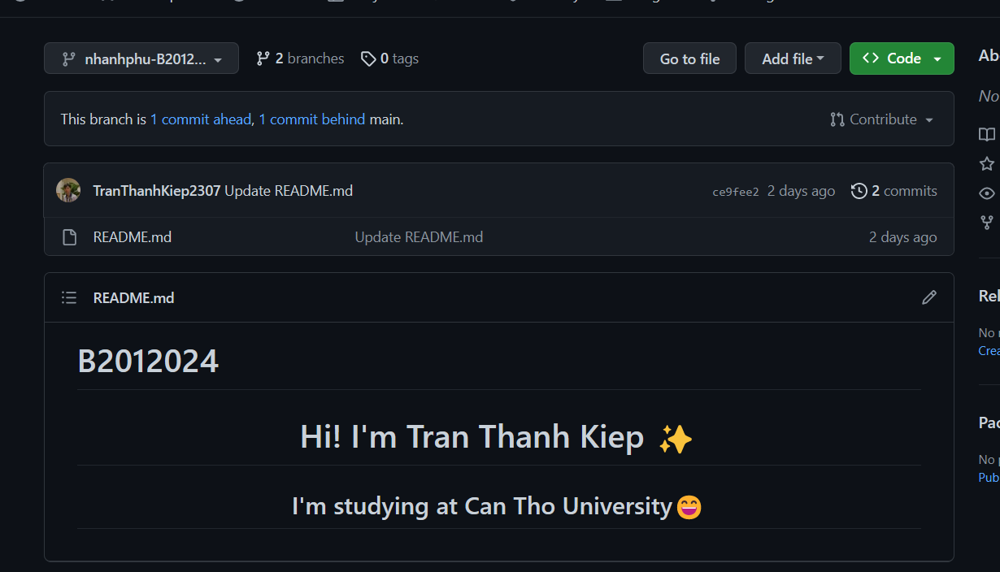 nhanhphu-B2012... 2 branches 0 tags Go to file Add file Code
This branch is 1 commit ahead, 1 commit behind main. Contribute
TranThanhKiep2307 Update README.md ce9fee2 2 days ago 2 commits
README.md Update README.md 2 days ago
README.md
B2012024
Hi! I'm Tran Thanh Kiep ✨
I'm studying at Can Tho University😄
Ab
No
Rel
No
Crea
Pac
No
Pub